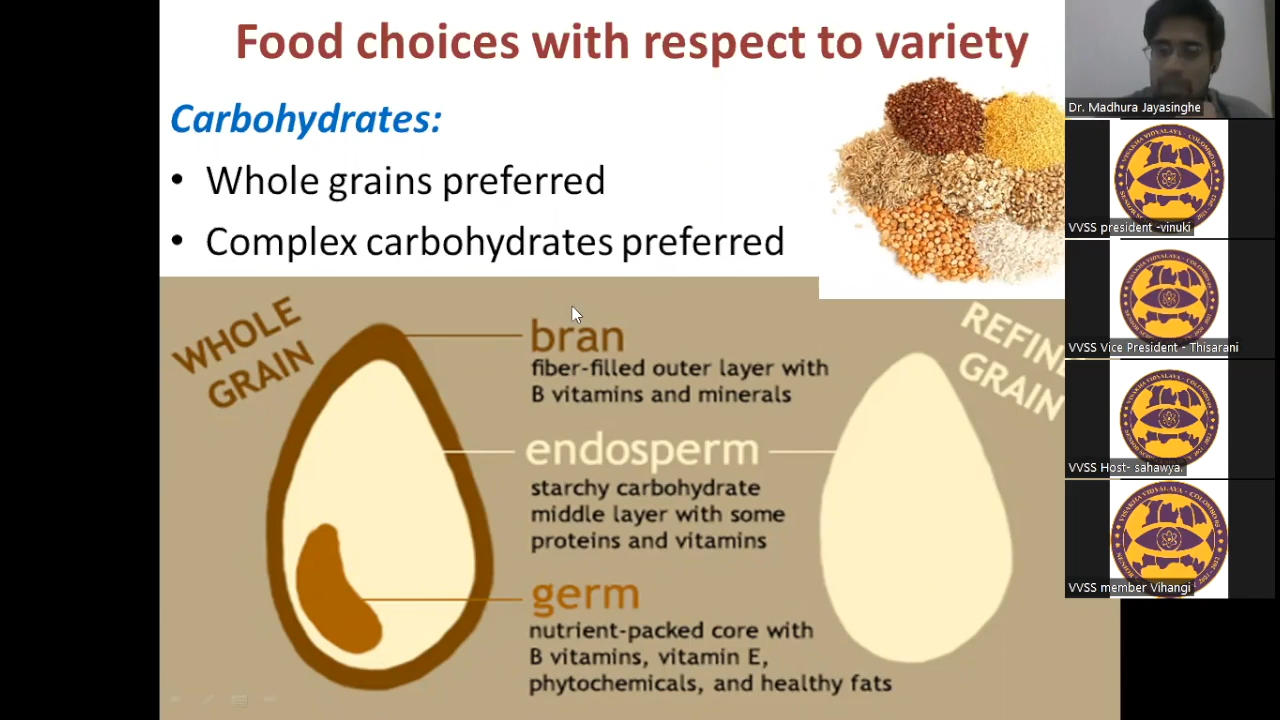 Food choices with respect to variety
Carbohydrates:
• Whole grains preferred
• Complex carbohydrates preferred
WHOLE
GRAIN
bran
fiber-filled outer layer with
B vitamins and minerals
endosperm
starchy carbohydrate
middle layer with some
proteins and vitamins
germ
nutrient-packed core with
B vitamins, vitamin E,
phytochemicals, and healthy fats
REFINE
GRAIN
Dr. Madhura Jayasinghe
VVSS president -vinuki
VVSS Vice President - Thisarani
VVSS Host- sahawya.
VVSS member Vihangi